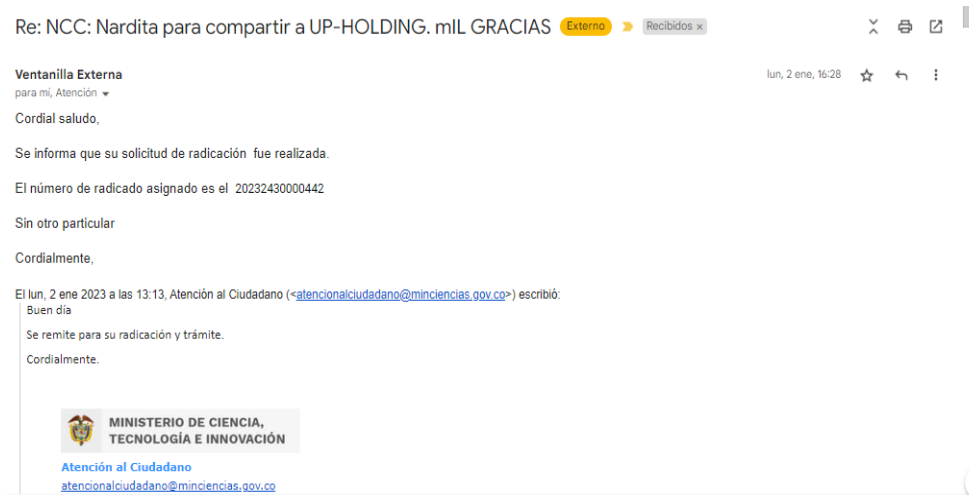 Re: NCC: Nardita para compartir a UP-HOLDING. mIL GRACIAS Externo Recibidos x
Ventanilla Externa lun, 2 ene, 16:28
para mí, Atención
Cordial saludo,
Se informa que su solicitud de radicación fue realizada.
El número de radicado asignado es el 20232430000442
Sin otro particular
Cordialmente,
El lun, 2 ene 2023 a las 13:13, Atención al Ciudadano (<atencionalciudadano@minciencias.gov.co>) escribió:
Buen día
Se remite para su radicación y trámite.
Cordialmente.
MINISTERIO DE CIENCIA,
TECNOLOGÍA E INNOVACIÓN
Atención al Ciudadano
atencionalciudadano@minciencias.gov.co